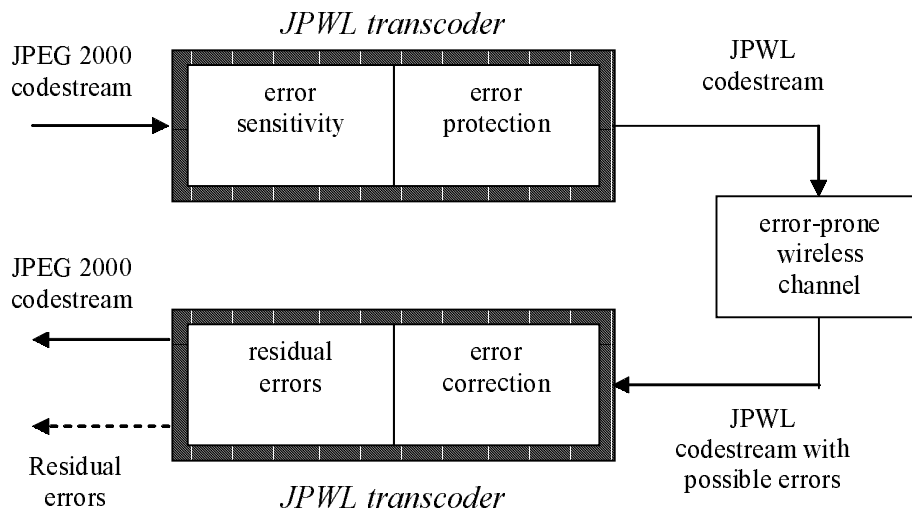 JPWL transcoder
JPEG 2000
codestream
error
sensitivity
error
protection
JPWL
codestream
error-prone
wireless
channel
JPEG 2000
codestream
residual
errors
error
correction
JPWL
codestream with
possible errors
Residual
errors
JPWL transcoder